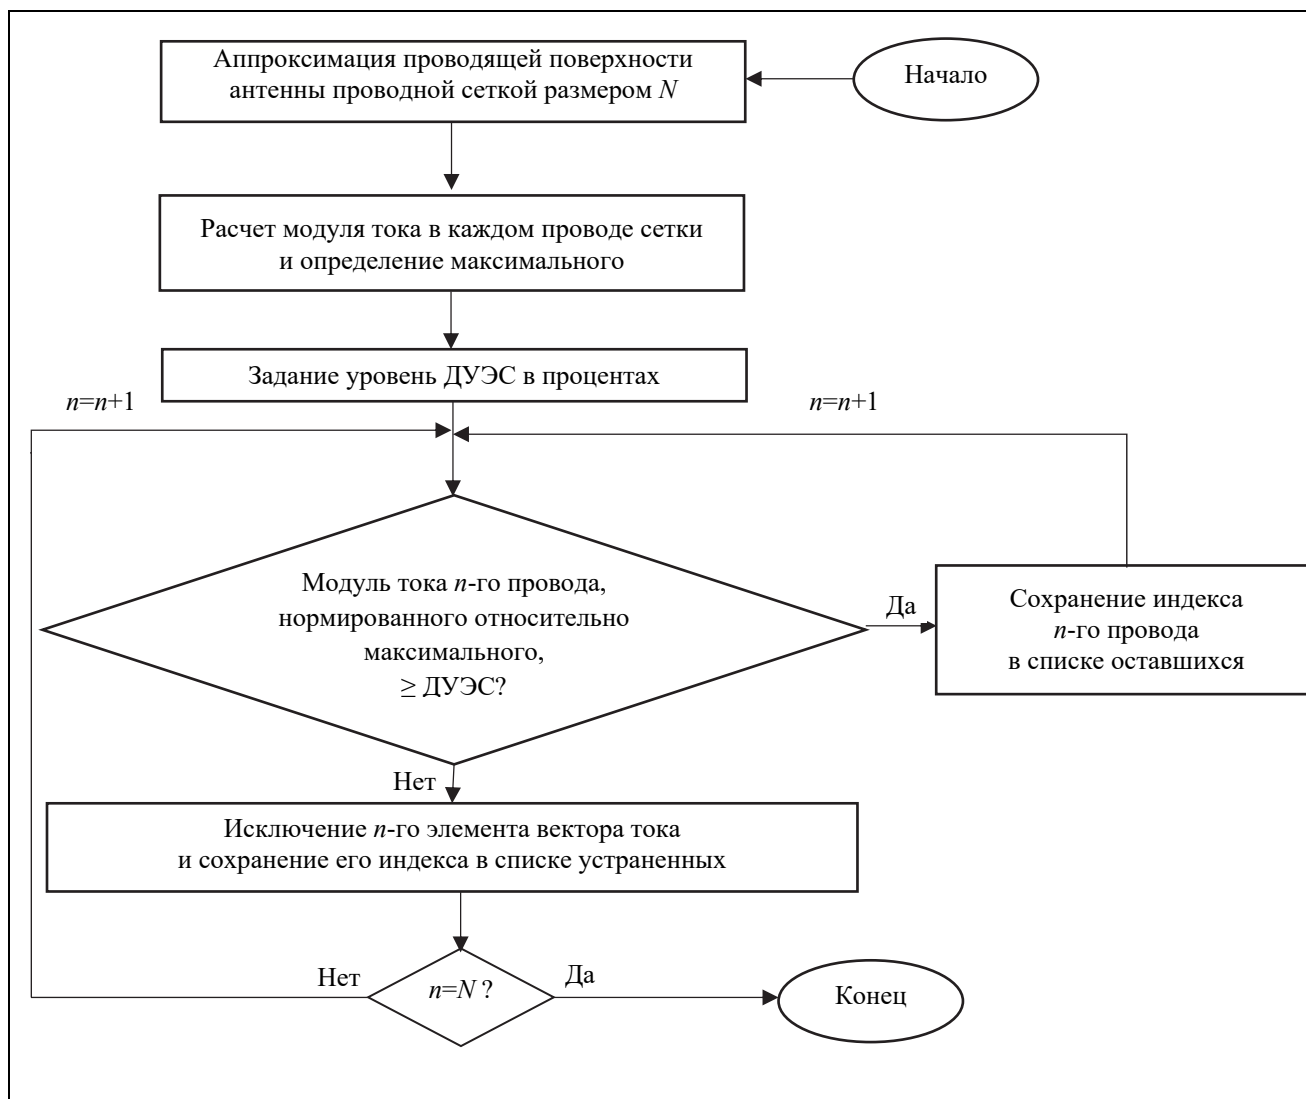 Начало
Аппроксимация проводящей поверхности
антенны проводной сеткой размером N
Расчет модуля тока в каждом проводе сетки
и определение максимального
Задание уровень ДУЭС в процентах
n=n+1
n=n+1
Модуль тока n-го провода,
нормированного относительно
максимального,
≥ ДУЭС?
Да
Сохранение индекса
n-го провода
в списке оставшихся
Нет
Исключение n-го элемента вектора тока
и сохранение его индекса в списке устраненных
Нет
n=N ?
Да
Конец